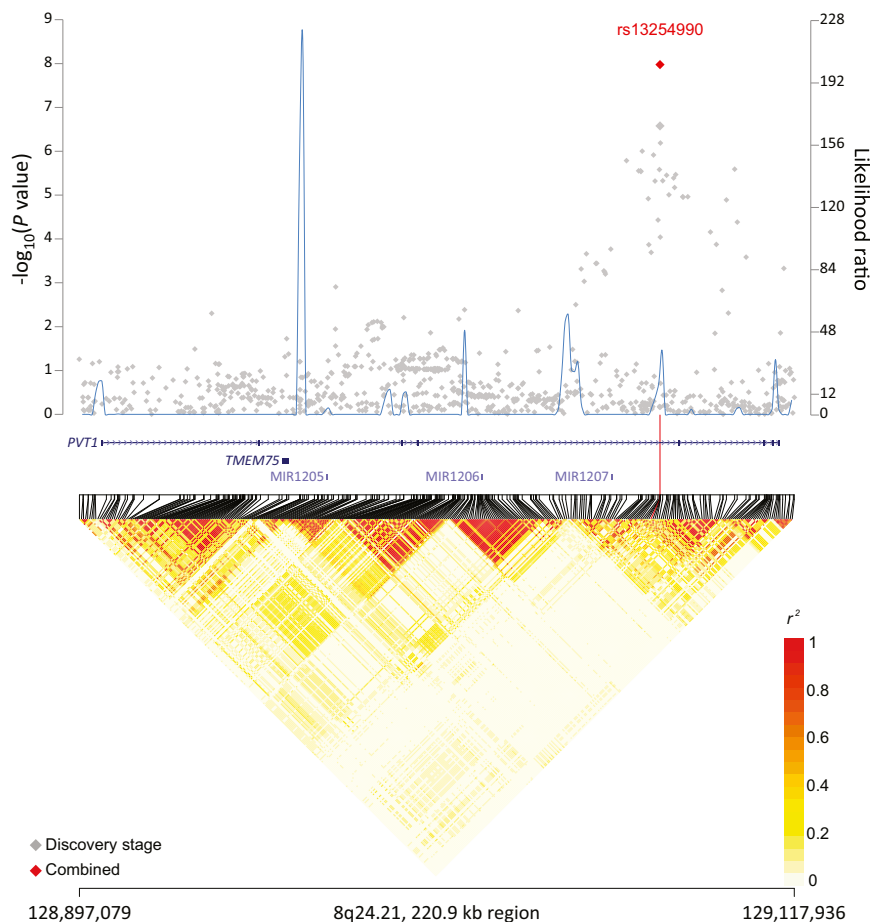 rs13254990
-log10(P value)
9
8
7
6
5
4
3
2
1
0
Likelihood ratio
228
192
156
120
84
48
12
0
PVT1
TMEM75
MIR1205
MIR1206
MIR1207
r²
1
0.8
0.6
0.4
0.2
0
Discovery stage
Combined
128,897,079
8q24.21, 220.9 kb region
129,117,936